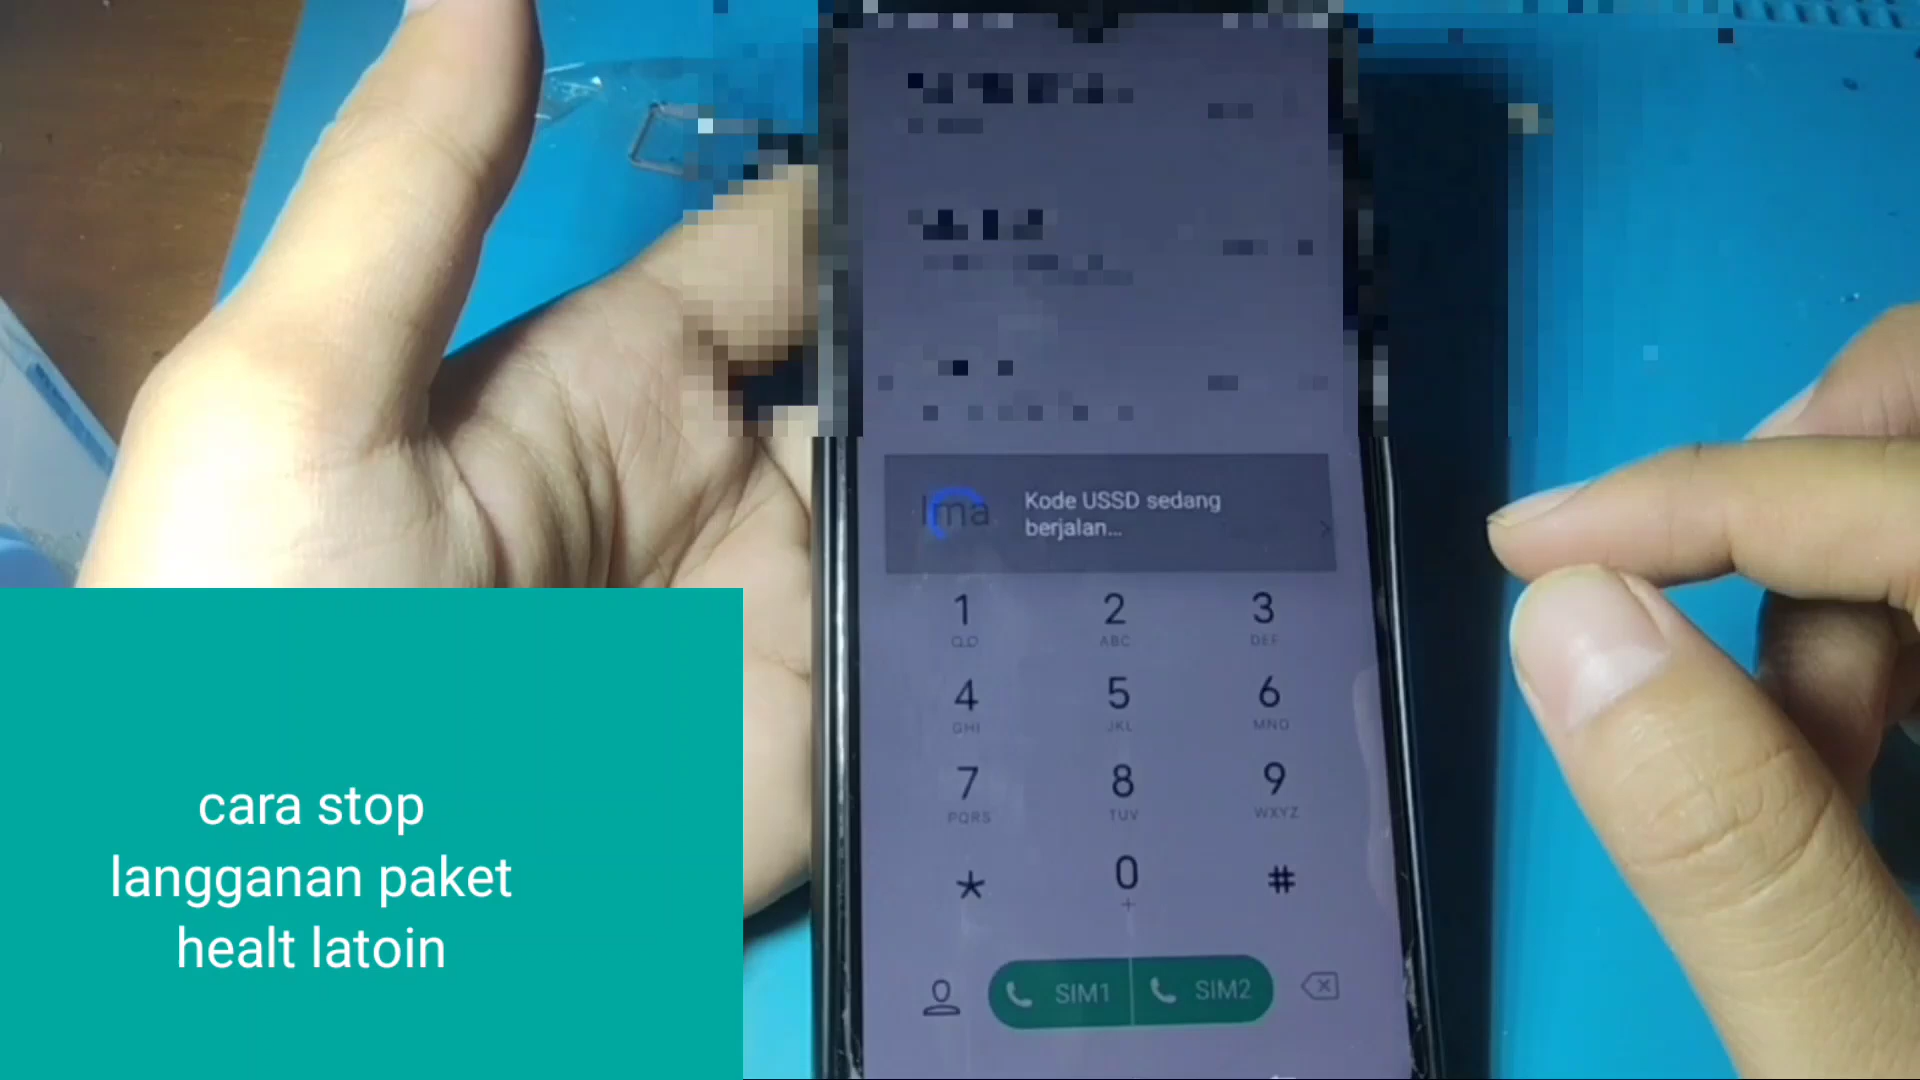 Kode USSD sedang
berjalan...
1 2 3
ABC DEF
4 5 6
GHI JKL MNO
7 8 9
PQRS TUV WXYZ
* 0 #
+
SIM1 SIM2
cara stop
langganan paket
healt latoin